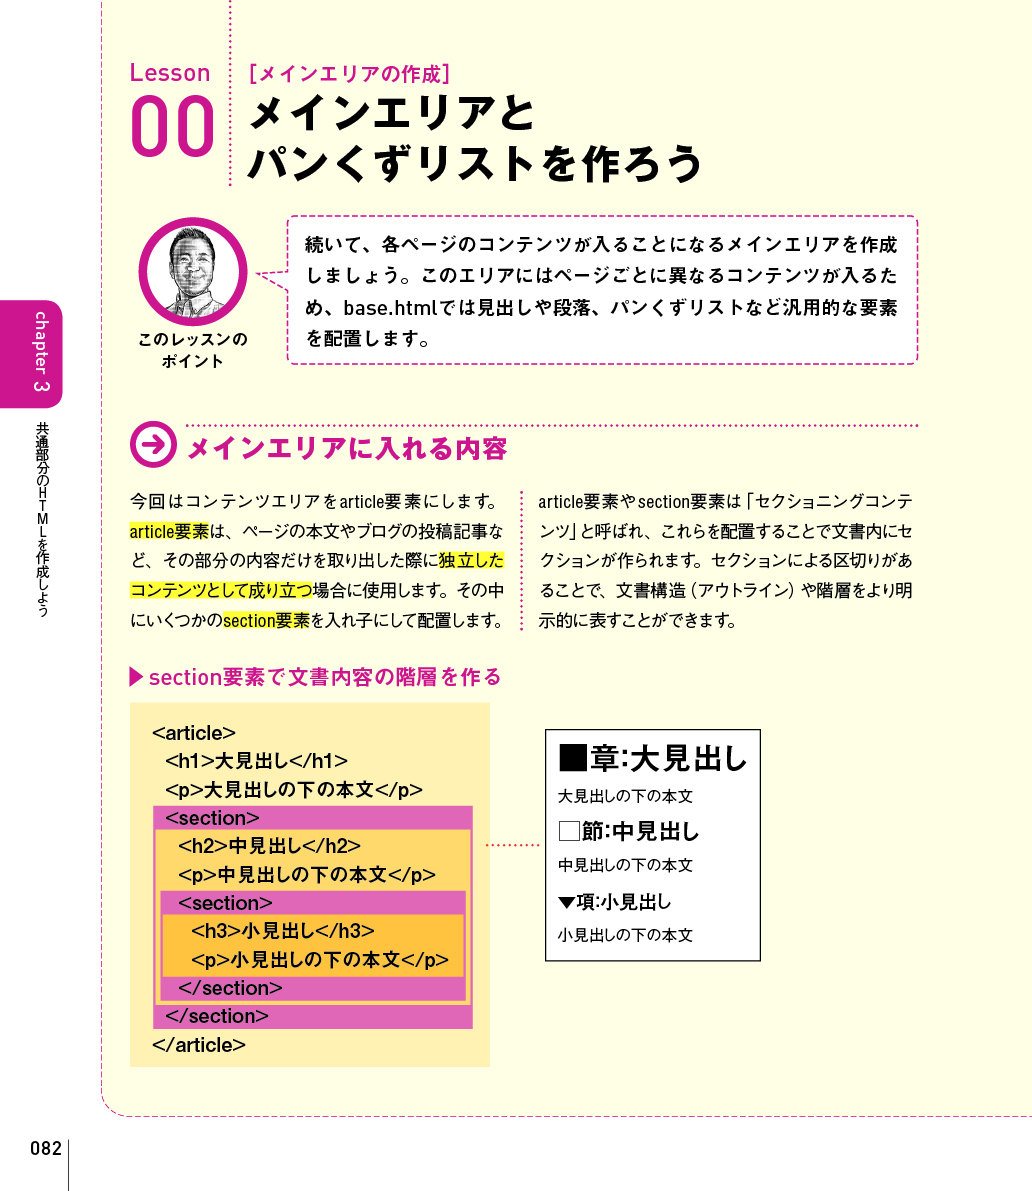 Lesson
00
[メインエリアの作成]
メインエリアと
パンくずリストを作ろう
このレッスンの
ポイント
続いて、各ページのコンテンツが入ることになるメインエリアを作成
しましょう。このエリアにはページごとに異なるコンテンツが入るた
め、base.htmlでは見出しや段落、パンくずリストなど汎用的な要素
を配置します。
chapter 3
共通部分のHTMLを作成しよう
メインエリアに入れる内容
今回はコンテンツエリアをarticle要素にします。
article要素は、ページの本文やブログの投稿記事な
ど、その部分の内容だけを取り出した際に独立した
コンテンツとして成り立つ場合に使用します。その中
にいくつかのsection要素を入れ子にして配置します。
article要素やsection要素は「セクショニングコンテ
ンツ」と呼ばれ、これらを配置することで文書内にセ
クションが作られます。セクションによる区切りがあ
ることで、文書構造(アウトライン)や階層をより明
示的に表すことができます。
▶section要素で文書内容の階層を作る
<article>
<h1>大見出し</h1>
<p>大見出しの下の本文</p>
<section>
<h2>中見出し</h2>
<p>中見出しの下の本文</p>
<section>
<h3>小見出し</h3>
<p>小見出しの下の本文</p>
</section>
</section>
</article>
■章:大見出し
大見出しの下の本文
□節:中見出し
中見出しの下の本文
▼項:小見出し
小見出しの下の本文
082